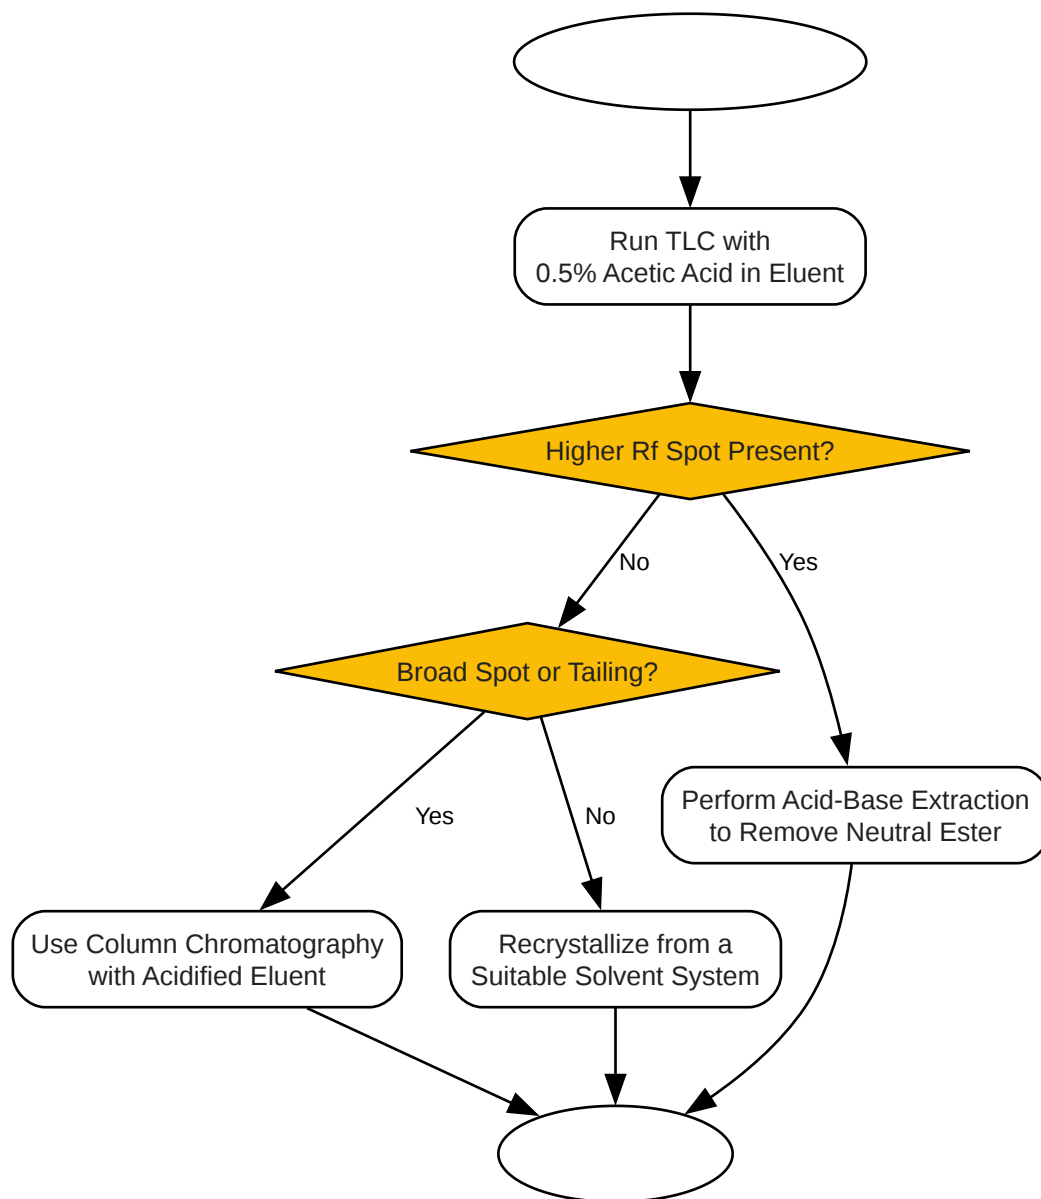 Run TLC with
0.5% Acetic Acid in Eluent
Higher Rf Spot Present?
No
Yes
Broad Spot or Tailing?
Yes
No
Perform Acid-Base Extraction
to Remove Neutral Ester
Use Column Chromatography
with Acidified Eluent
Recrystallize from a
Suitable Solvent System